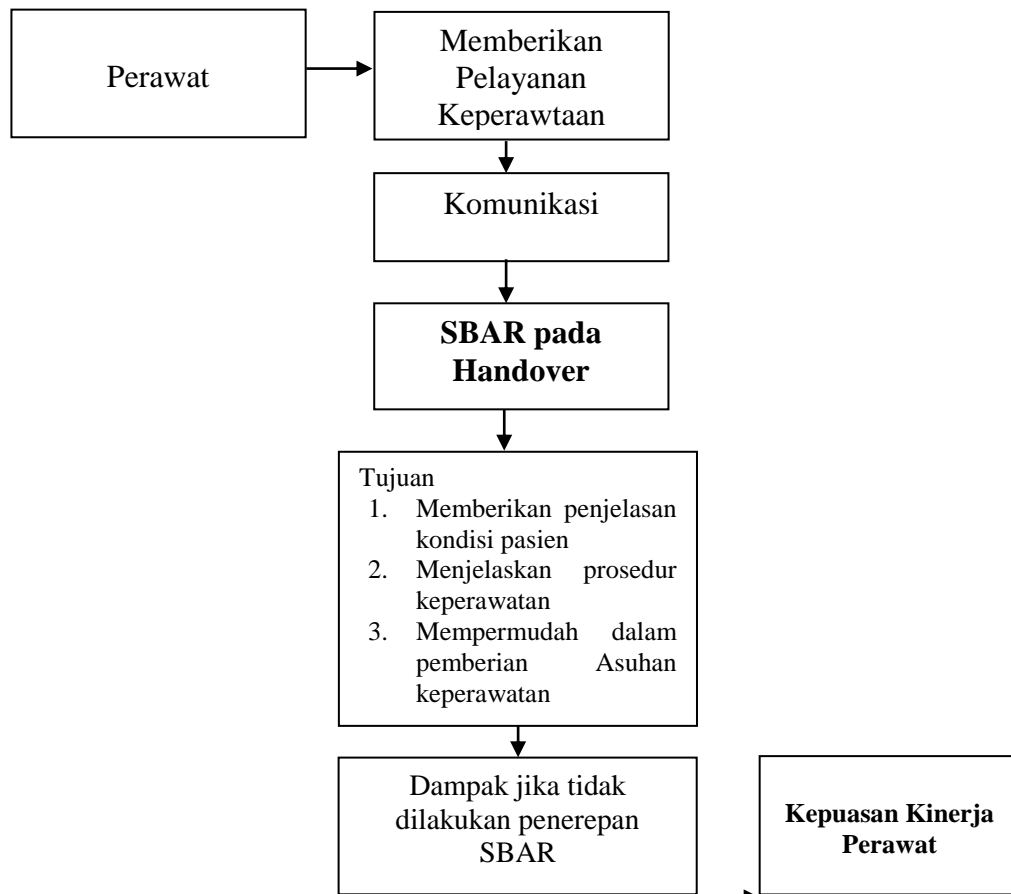 Perawat
Memberikan
Pelayanan
Keperawtaan
Komunikasi
SBAR pada
Handover
Tujuan
1. Memberikan penjelasan
kondisi pasien
2. Menjelaskan prosedur
keperawatan
3. Mempermudah dalam
pemberian Asuhan
keperawatan
Dampak jika tidak
dilakukan penerepan
SBAR
Kepuasan Kinerja
Perawat